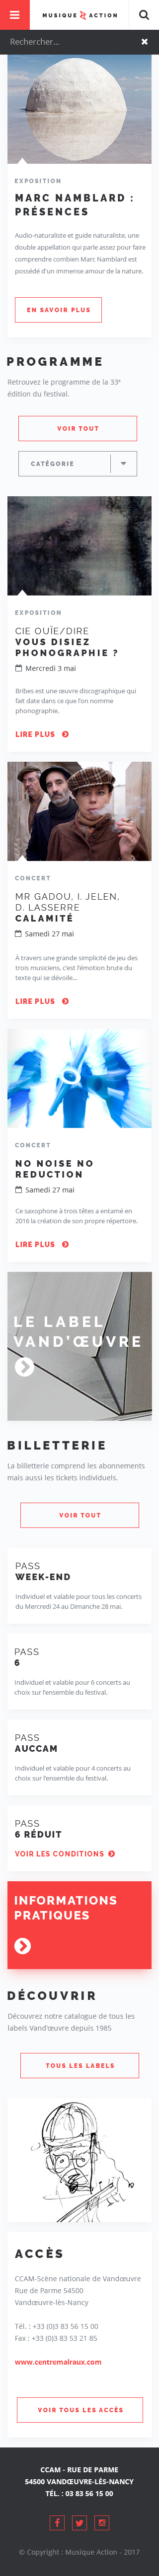 MUSIQUE ACTION
Rechercher...
EXPOSITION
MARC NAMBLARD :
PRÉSENCES
Audio-naturaliste et guide naturaliste, une
double appellation qui parle assez pour faire
comprendre combien Marc Namblard est
possédé d'un immense amour de la nature.
EN SAVOIR PLUS
PROGRAMME
Retrouvez le programme de la 33e
édition du festival.
VOIR TOUT
CATÉGORIE
EXPOSITION
CIE OUÏE/DIRE
VOUS DISIEZ
PHONOGRAPHIE ?
Mercredi 3 mai
Bribes est une œuvre discographique qui
fait date dans ce que l'on nomme
phonographie.
LIRE PLUS
CONCERT
MR GADOU, I. JELEN,
D. LASSERRE
CALAMITÉ
Samedi 27 mai
À travers une grande simplicité de jeu des
trois musiciens, c'est l'émotion brute du
texte qui se dévoile...
LIRE PLUS
CONCERT
NO NOISE NO
REDUCTION
Samedi 27 mai
Ce saxophone à trois têtes a entamé en
2016 la création de son propre répertoire.
LIRE PLUS
LE LABEL
VAND'ŒUVRE
BILLETTERIE
La billetterie comprend les abonnements
mais aussi les tickets individuels.
VOIR TOUT
PASS
WEEK-END
Individuel et valable pour tous les concerts
du Mercredi 24 au Dimanche 28 mai.
PASS
6
Individuel et valable pour 6 concerts au
choix sur l'ensemble du festival.
PASS
AUCCAM
Individuel et valable pour 4 concerts au
choix sur l'ensemble du festival.
PASS
6 RÉDUIT
VOIR LES CONDITIONS
INFORMATIONS
PRATIQUES
DÉCOUVRIR
Découvrez notre catalogue de tous les
labels Vand'œuvre depuis 1985
TOUS LES LABELS
ACCÈS
CCAM-Scène nationale de Vandœuvre
Rue de Parme 54500
Vandœuvre-lès-Nancy
Tél. : +33 (0)3 83 56 15 00
Fax : +33 (0)3 83 53 21 85
www.centremalraux.com
VOIR TOUS LES ACCÈS
CCAM - RUE DE PARME
54500 VANDŒUVRE-LÈS-NANCY
TÉL. : 03 83 56 15 00
© Copyright : Musique Action - 2017